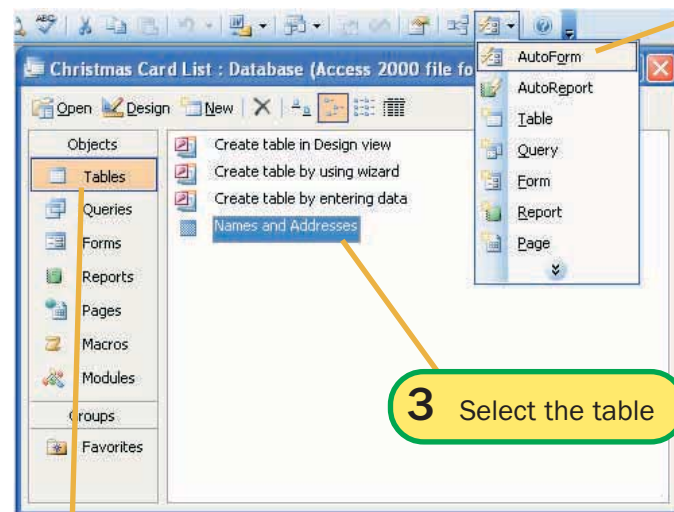 Christmas Card List : Database (Access 2000 file fo
Open Design New
Objects
Tables
Queries
Forms
Reports
Pages
Macros
Modules
Groups
Favorites
Create table in Design view
Create table by using wizard
Create table by entering data
Names and Addresses
AutoForm
AutoReport
Table
Query
Form
Report
Page
3 Select the table